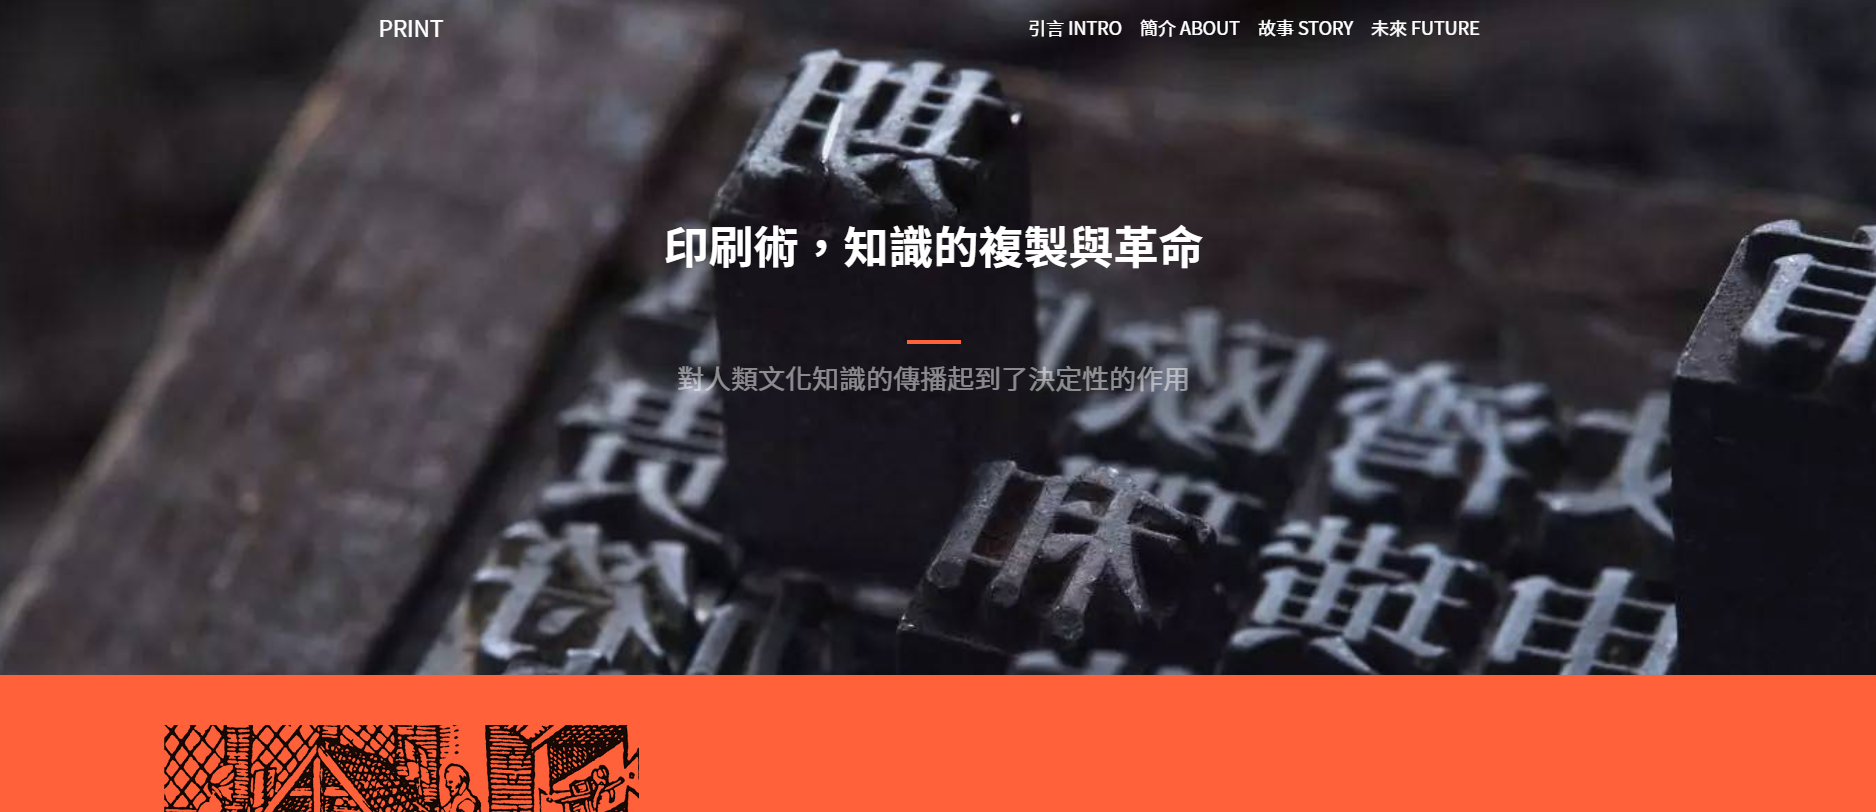 PRINT
引言 INTRO 簡介 ABOUT 故事 STORY 未來 FUTURE
印刷術，知識的複製與革命
對人類文化知識的傳播起到了決定性的作用